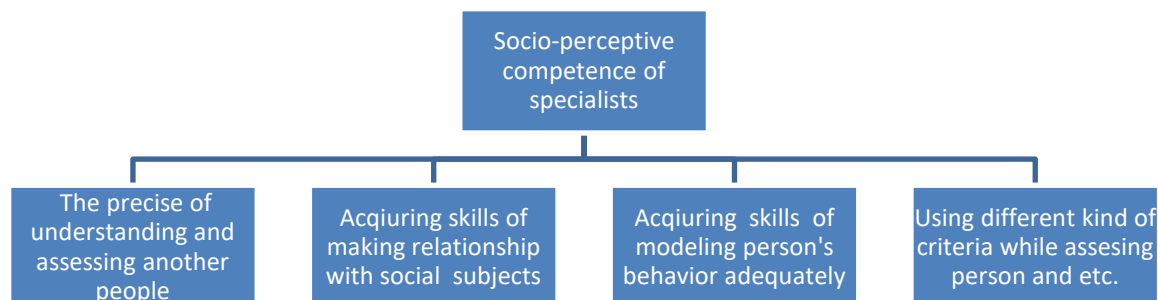 Socio-perceptive
competence of
specialists
The precise of
understanding and
assessing another
people
Acqiuring skills of
making relationship
with social subjects
Acqiuring skills of
modeling person's
behavior adequately
Using different kind of
criteria while assesing
person and etc.